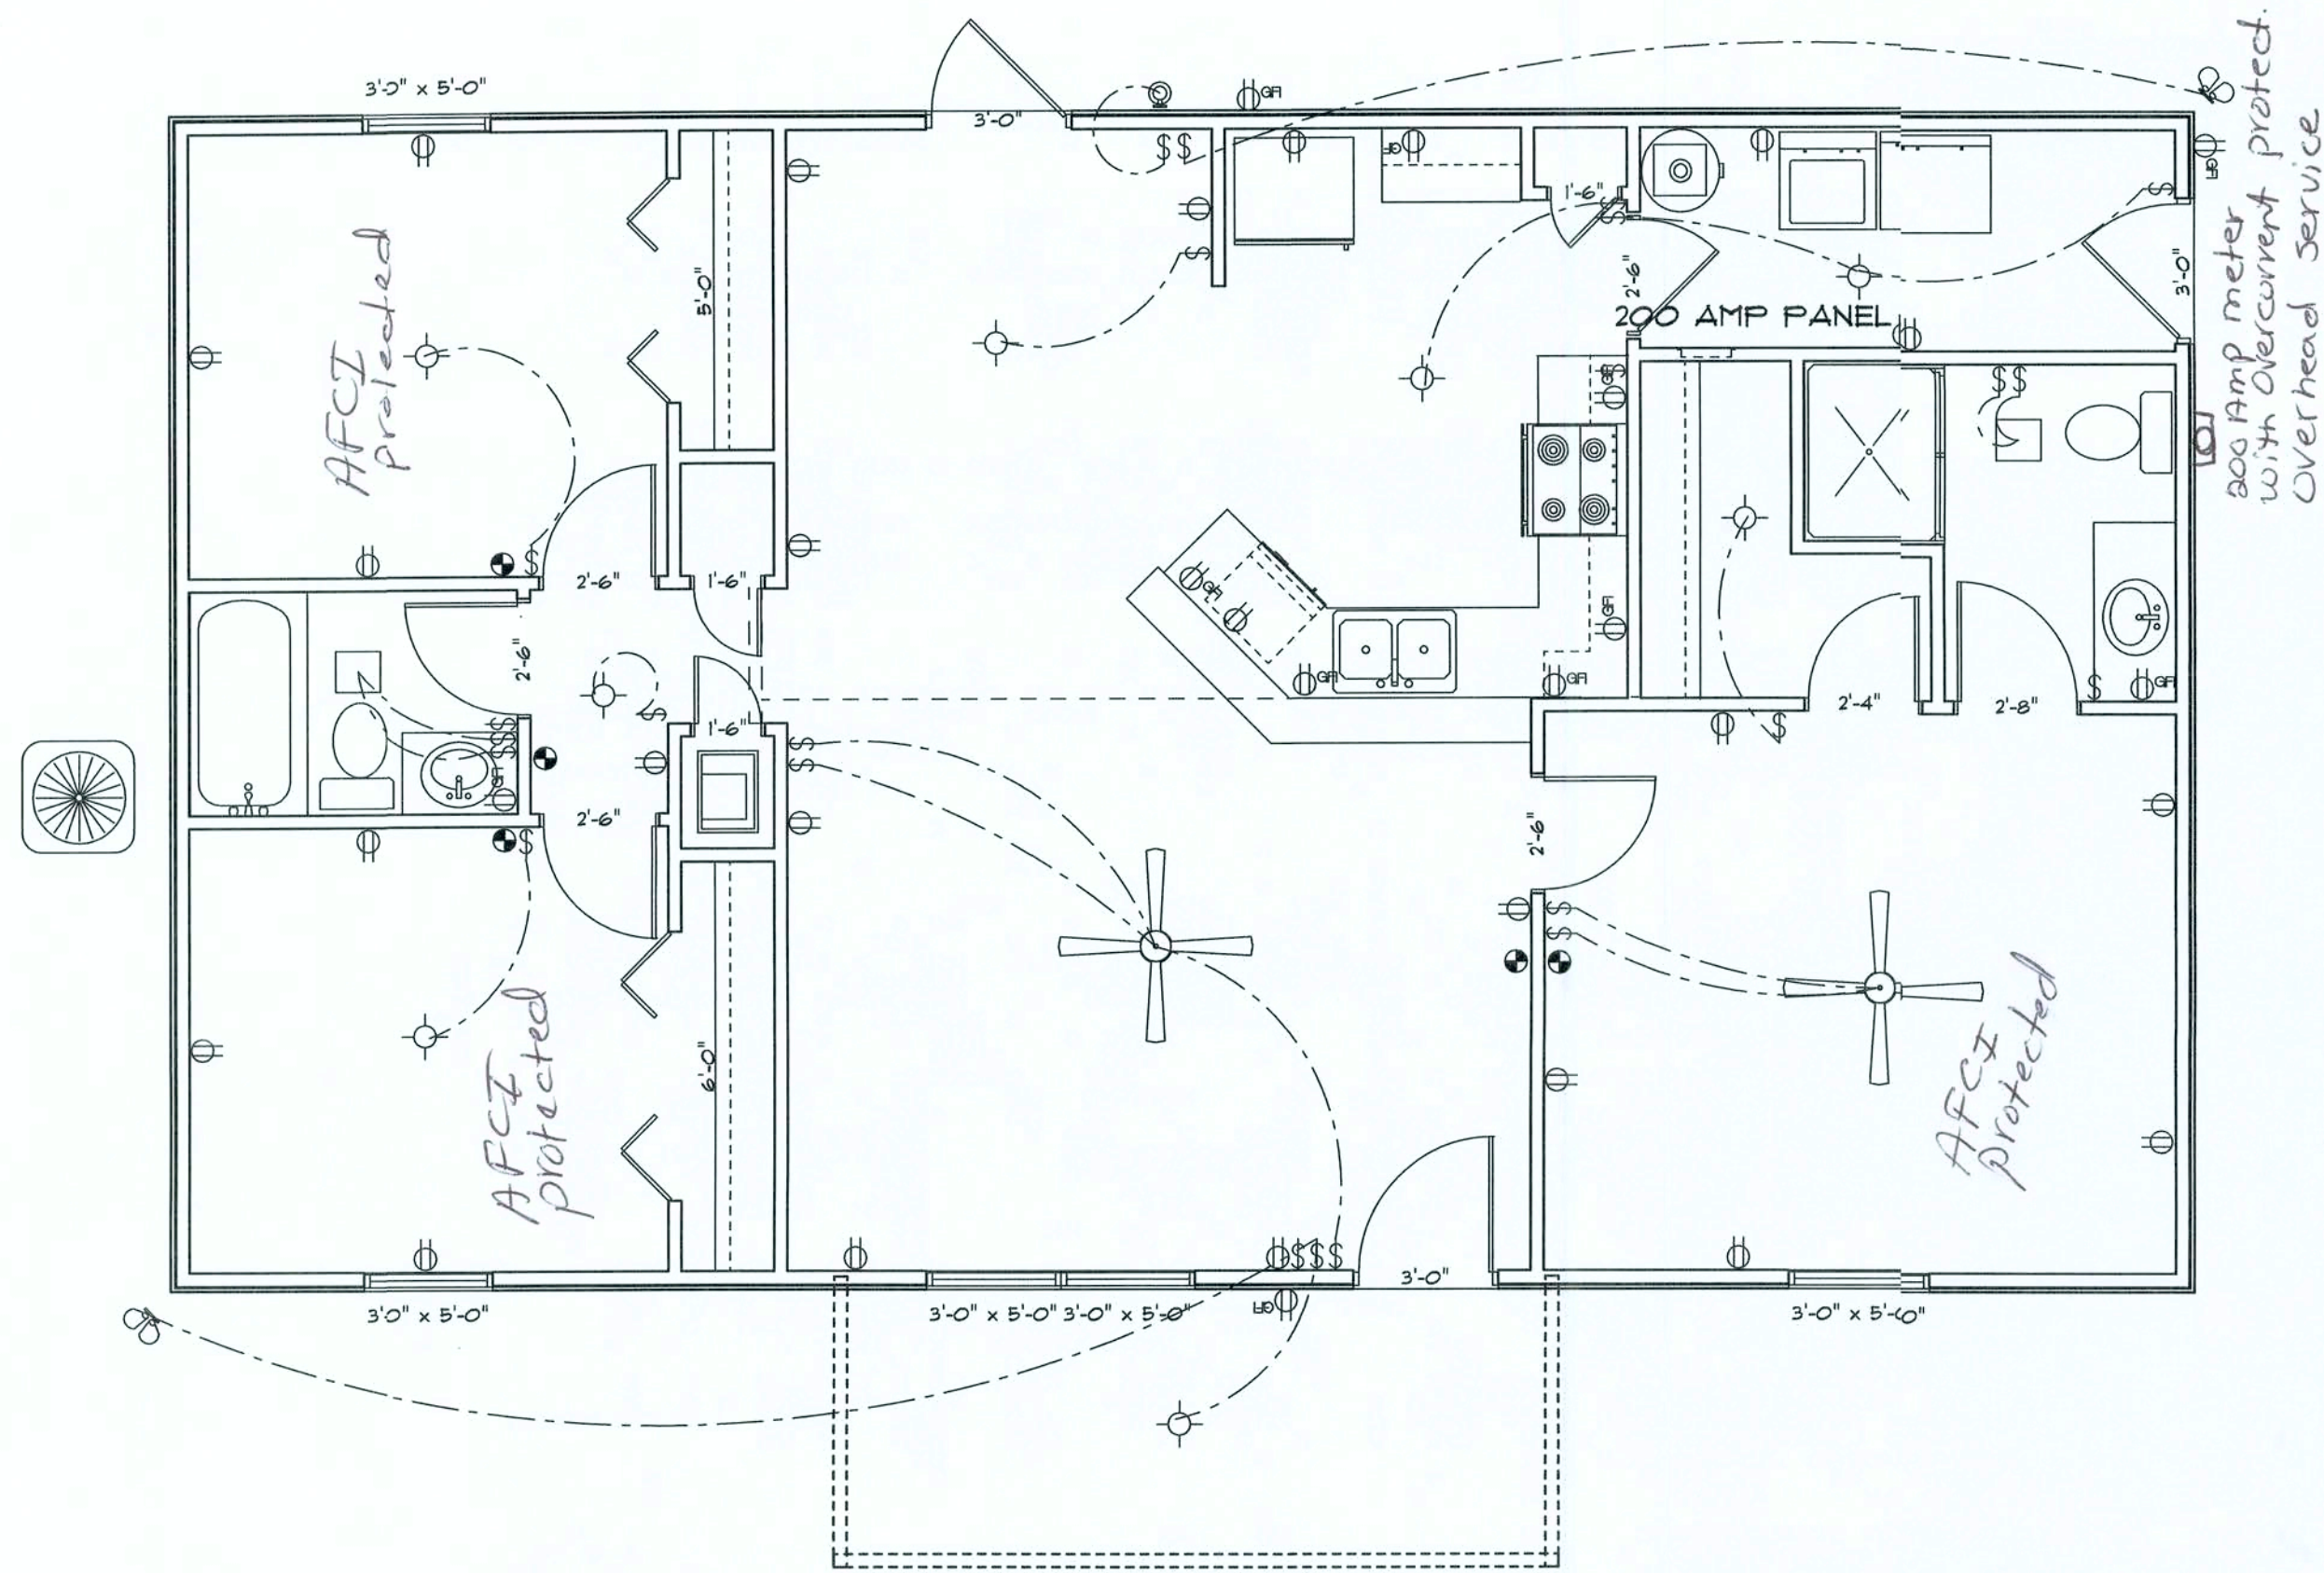 3'-0" x 5'-0"
3'-0"
GFI
$$
GFI
GFI
1'-6"
$$
$
$
3'-0"
2'-6"
200 AMP PANEL
200 Amp meter
with Overcurrent protect.
Overhead service
AFCI
protected
5'-0"
$
GFI
$$
GFI
GFI
GFI
GFI
$
2'-6"
1'-6"
2'-6"
$
$
$
$
GFI
1'-6"
2'-6"
$
$
$
2'-4"
2'-8"
$
$
GFI
2'-6"
$
$
AFCI
protected
6'-0"
AFCI
protected
$$$$
3'-0"
GFI
3'-0" x 5'-0"
3'-0" x 5'-0" 3'-0" x 5'-0"
3'-0" x 5'-0"